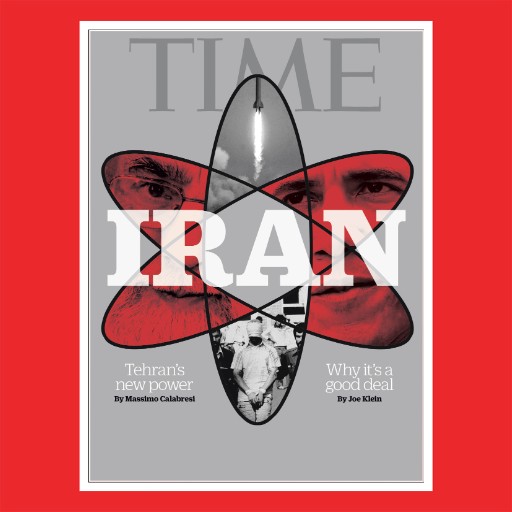 TIME
IRAN
Tehran's
new power
By Massimo Calabresi
Why it's a
good deal
By Joe Klein